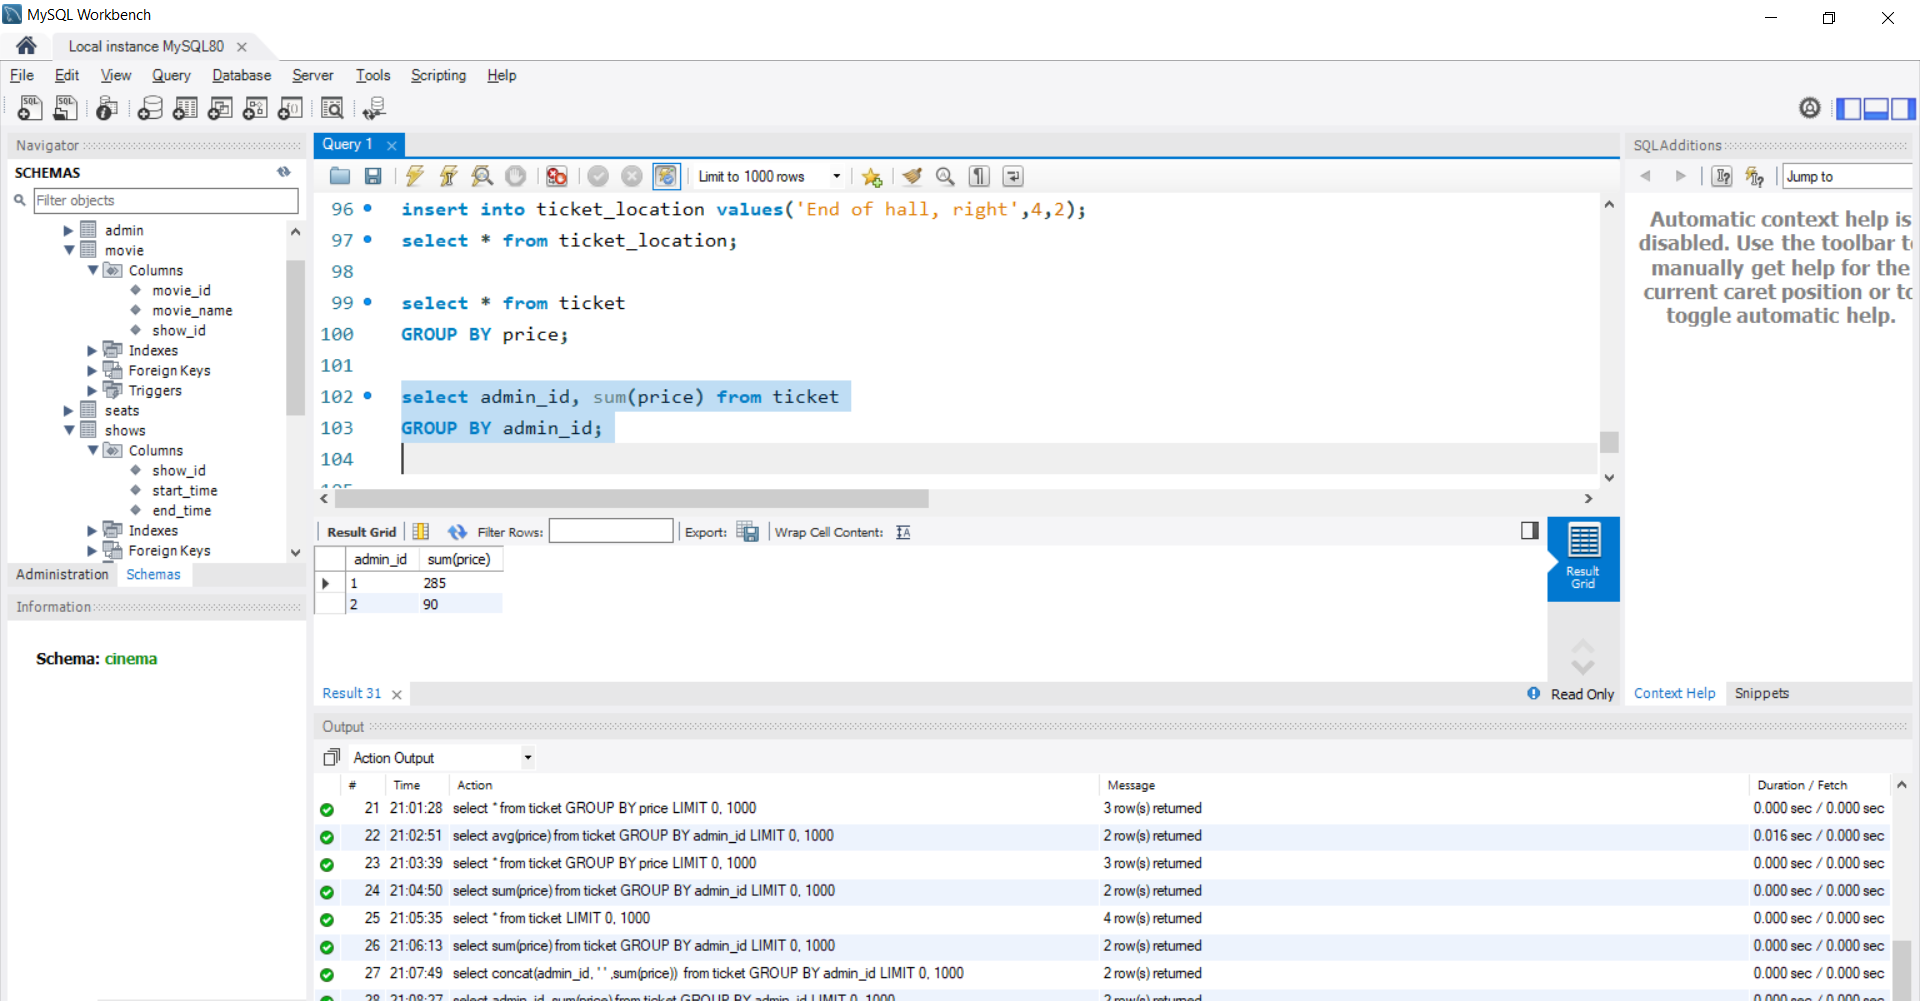 MySQL Workbench
Local instance MySQL80
File Edit View Query Database Server Tools Scripting Help
Navigator
SCHEMAS
Filter objects
admin
movie
Columns
movie_id
movie_name
show_id
Indexes
Foreign Keys
Triggers
seats
shows
Columns
show_id
start_time
end_time
Indexes
Foreign Keys
Administration Schemas
Information
Schema: cinema
Query 1
Limit to 1000 rows
96 insert into ticket_location values('End of hall, right',4,2);
97 select * from ticket_location;
98
99 select * from ticket
100 GROUP BY price;
101
102 select admin_id, sum(price) from ticket
103 GROUP BY admin_id;
104
105
Result Grid Filter Rows: Export: Wrap Cell Content:
admin_id sum(price)
1 285
2 90
Result Grid
Result 31
Read Only
SQLAdditions
Jump to
Automatic context help is
disabled. Use the toolbar t
manually get help for the
current caret position or to
toggle automatic help.
Context Help Snippets
Output
Action Output
# Time Action Message Duration / Fetch
21 21:01:28 select * from ticket GROUP BY price LIMIT 0, 1000 3 row(s) returned 0.000 sec / 0.000 sec
22 21:02:51 select avg(price) from ticket GROUP BY admin_id LIMIT 0, 1000 2 row(s) returned 0.016 sec / 0.000 sec
23 21:03:39 select * from ticket GROUP BY price LIMIT 0, 1000 3 row(s) returned 0.000 sec / 0.000 sec
24 21:04:50 select sum(price) from ticket GROUP BY admin_id LIMIT 0, 1000 2 row(s) returned 0.000 sec / 0.000 sec
25 21:05:35 select * from ticket LIMIT 0, 1000 4 row(s) returned 0.000 sec / 0.000 sec
26 21:06:13 select sum(price) from ticket GROUP BY admin_id LIMIT 0, 1000 2 row(s) returned 0.000 sec / 0.000 sec
27 21:07:49 select concat(admin_id, ' ' ,sum(price)) from ticket GROUP BY admin_id LIMIT 0, 1000 2 row(s) returned 0.000 sec / 0.000 sec
28 21:08:27 select admin_id, sum(price) from ticket GROUP BY admin_id LIMIT 0, 1000 2 row(s) returned 0.000 sec / 0.000 sec